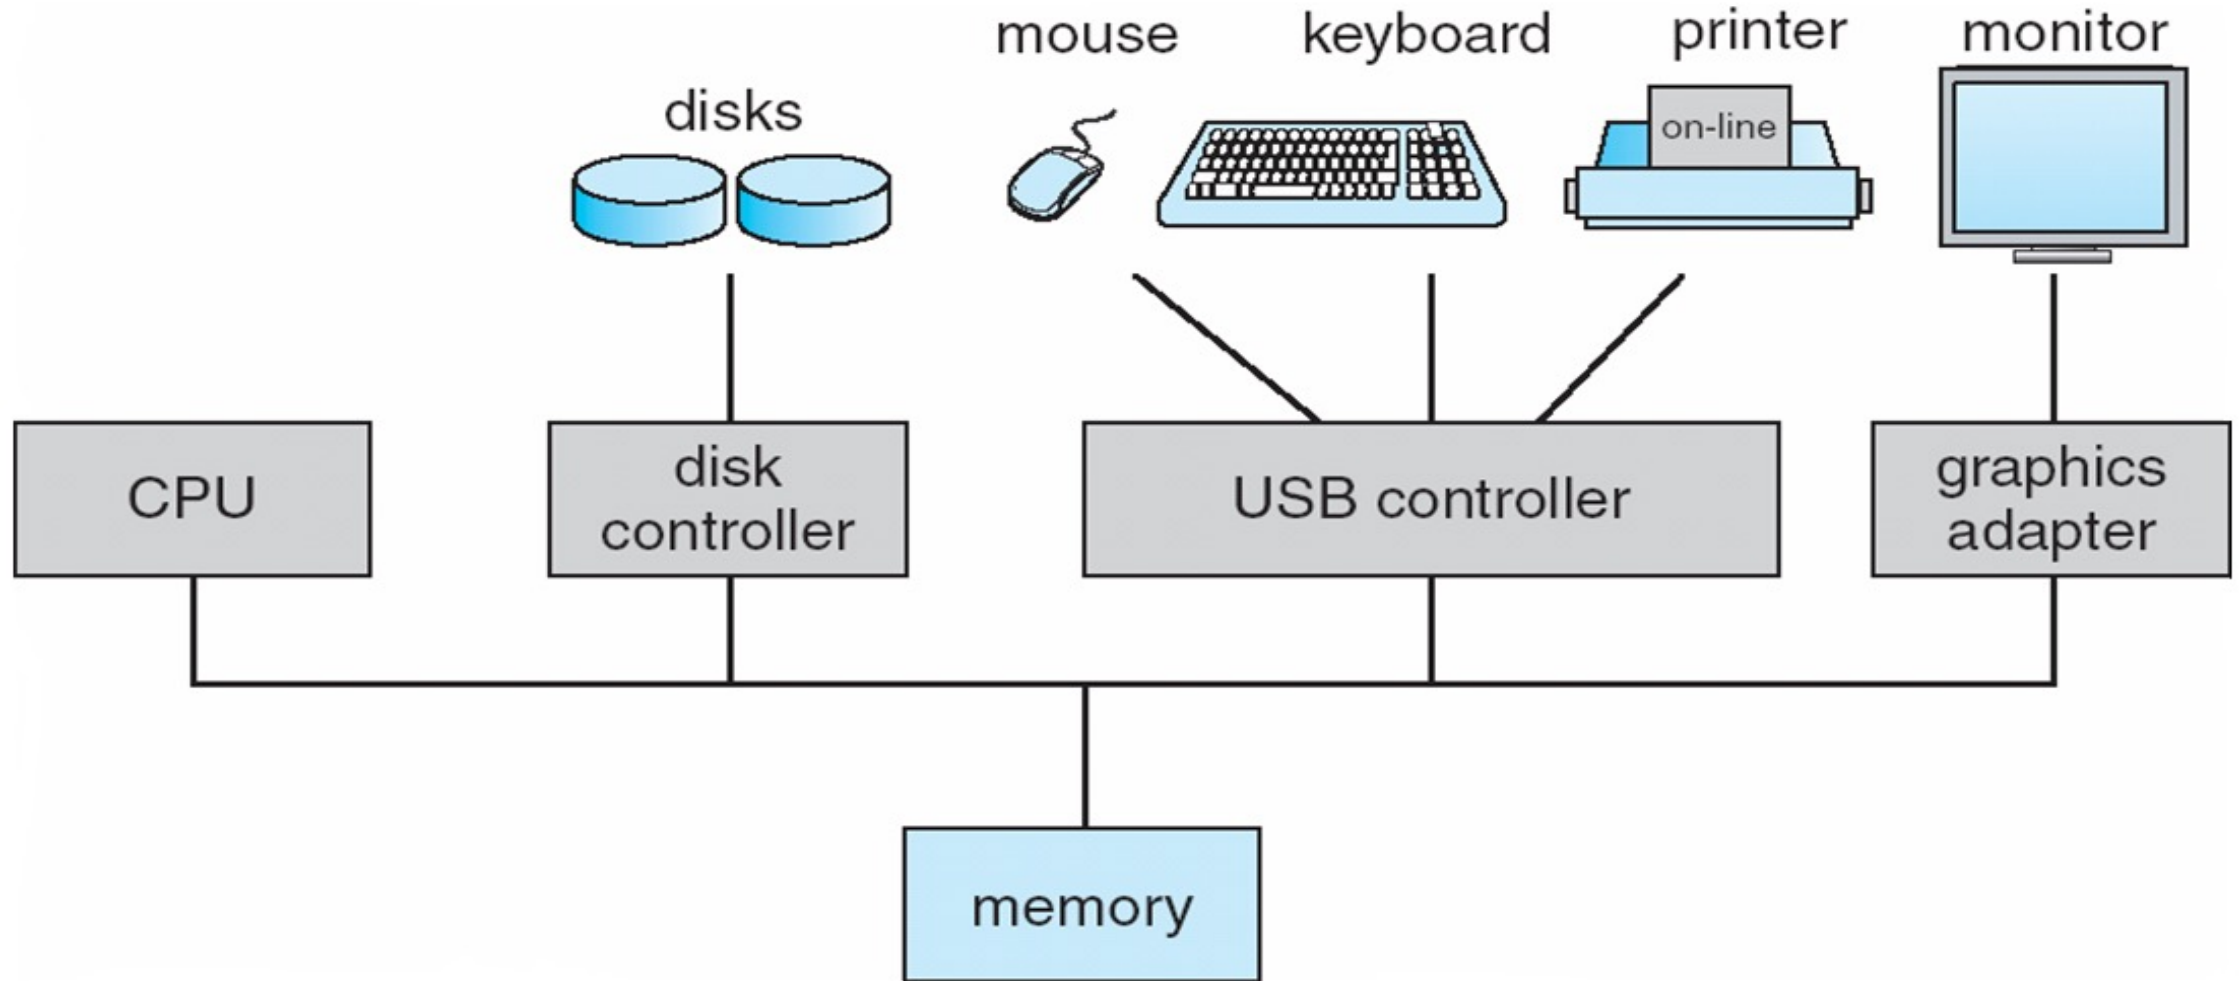 mouse
keyboard
printer
monitor
disks
on-line
CPU
disk
controller
USB controller
graphics
adapter
memory